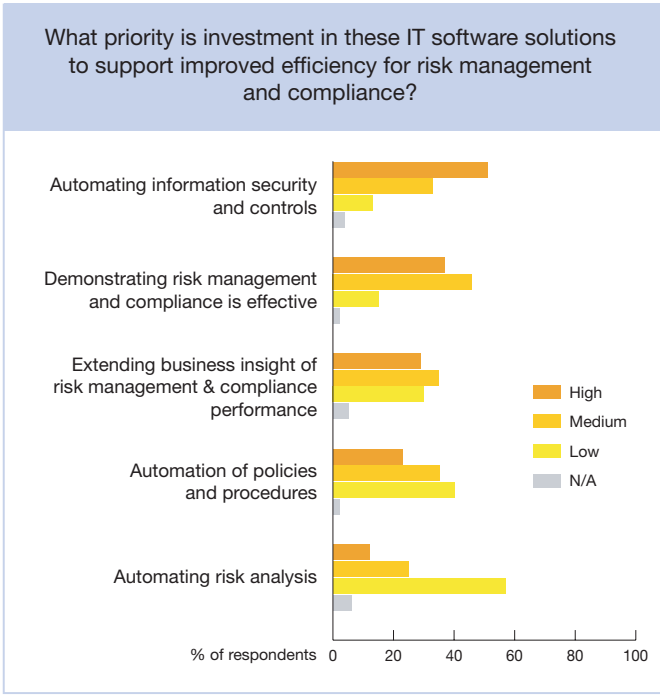 What priority is investment in these IT software solutions
to support improved efficiency for risk management
and compliance?
Automating information security
and controls
Demonstrating risk management
and compliance is effective
Extending business insight of
risk management & compliance
performance
Automation of policies
and procedures
Automating risk analysis
High
Medium
Low
N/A
% of respondents 0 20 40 60 80 100